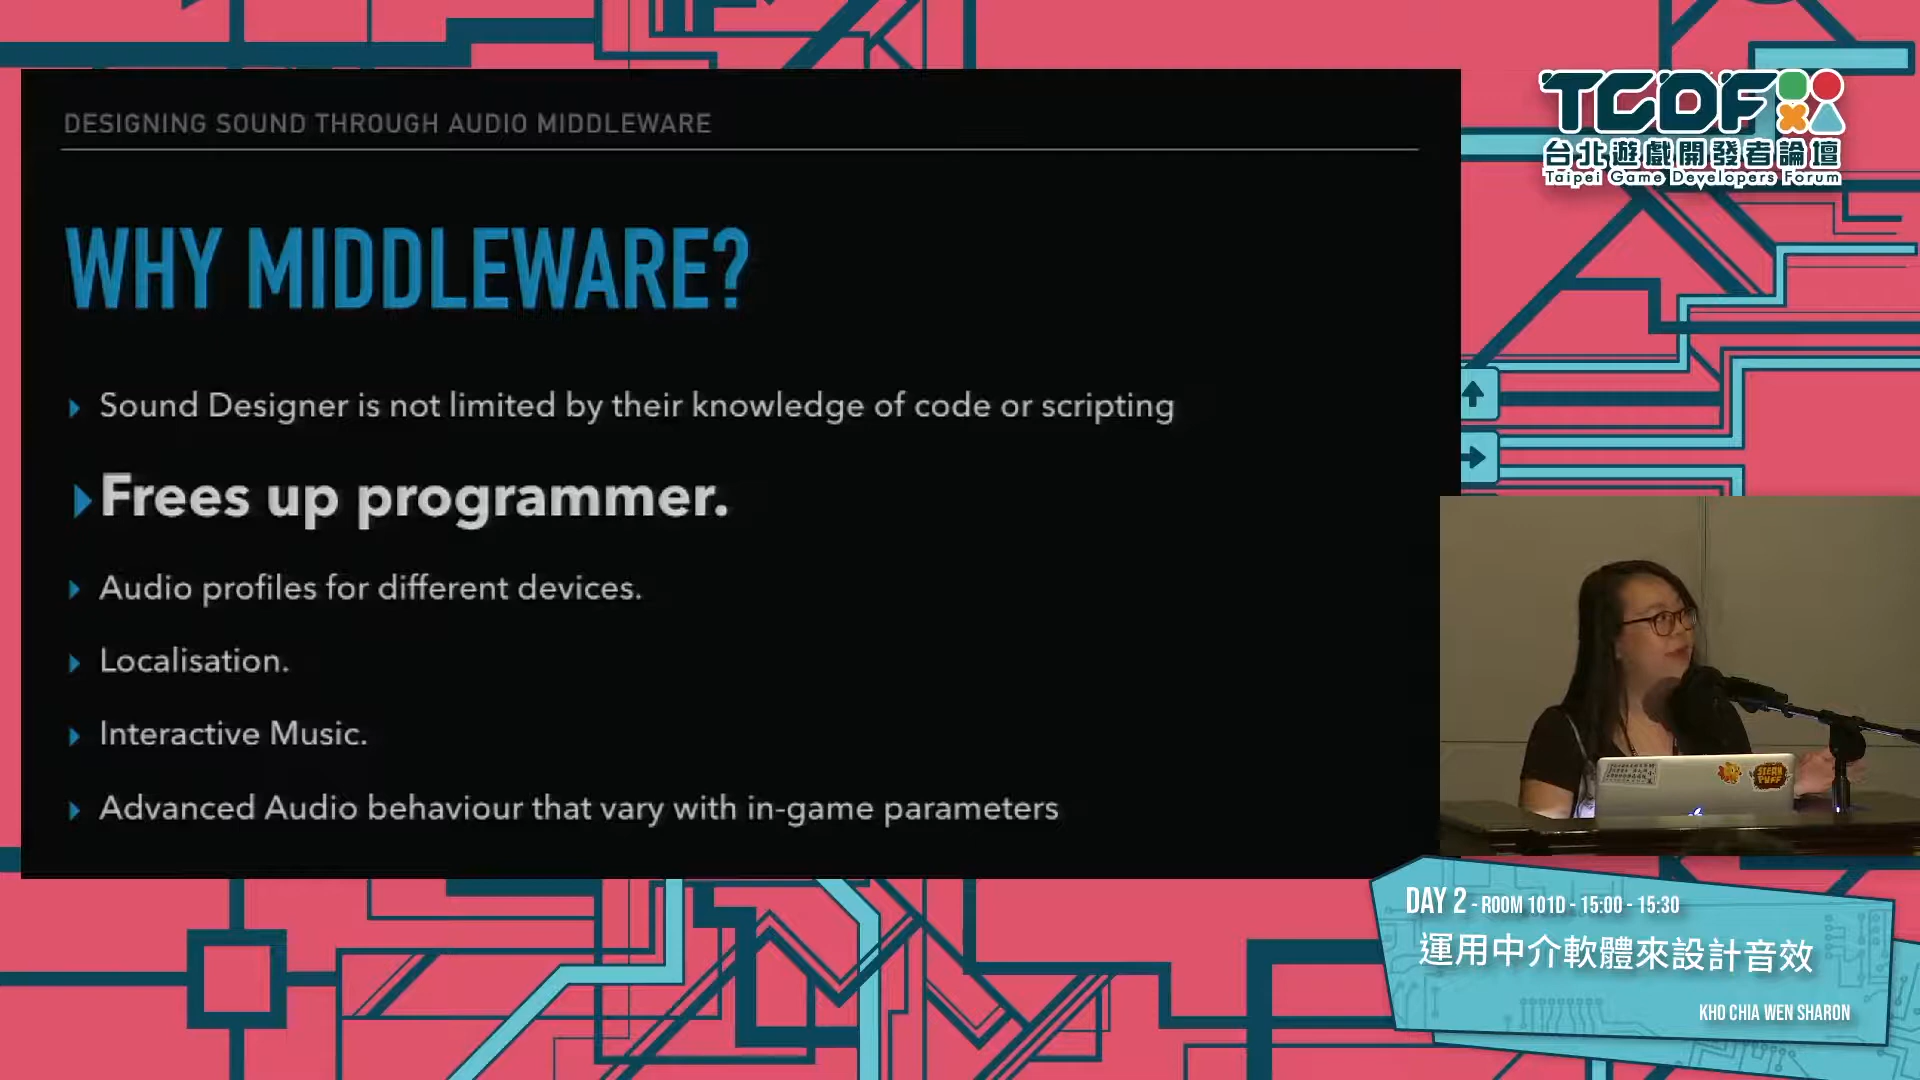 DESIGNING SOUND THROUGH AUDIO MIDDLEWARE
WHY MIDDLEWARE?
Sound Designer is not limited by their knowledge of code or scripting
Frees up programmer.
Audio profiles for different devices.
Localisation.
Interactive Music.
Advanced Audio behaviour that vary with in-game parameters
TGDF
台北遊戲開發者論壇
Taipei Game Developers Forum
DAY 2 - ROOM 101D - 15:00 - 15:30
運用中介軟體來設計音效
KHO CHIA WEN SHARON